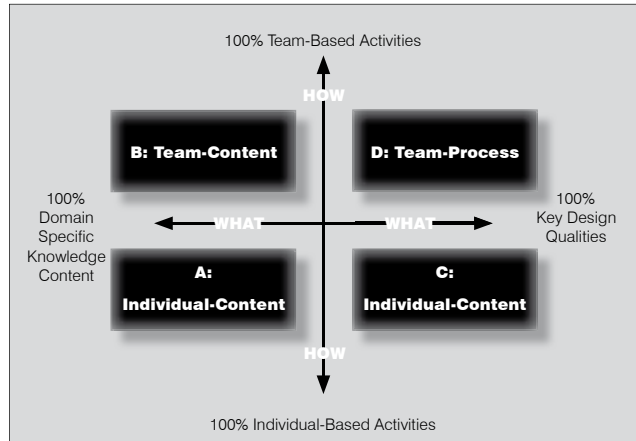 100% Team-Based Activities
HOW
B: Team-Content
D: Team-Process
100%
Domain
Specific
Knowledge
Content
WHAT
WHAT
100%
Key Design
Qualities
A:
Individual-Content
C:
Individual-Content
HOW
100% Individual-Based Activities